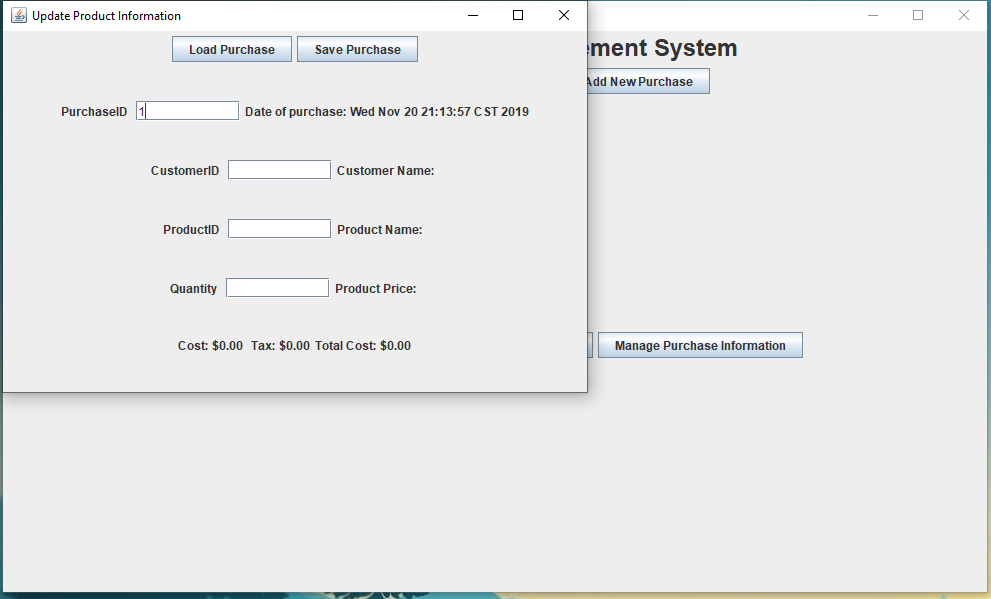 Update Product Information
Load Purchase Save Purchase
PurchaseID 1 Date of purchase: Wed Nov 20 21:13:57 CST 2019
CustomerID Customer Name:
ProductID Product Name:
Quantity Product Price:
Cost: $0.00 Tax: $0.00 Total Cost: $0.00
System
Add New Purchase
Manage Purchase Information